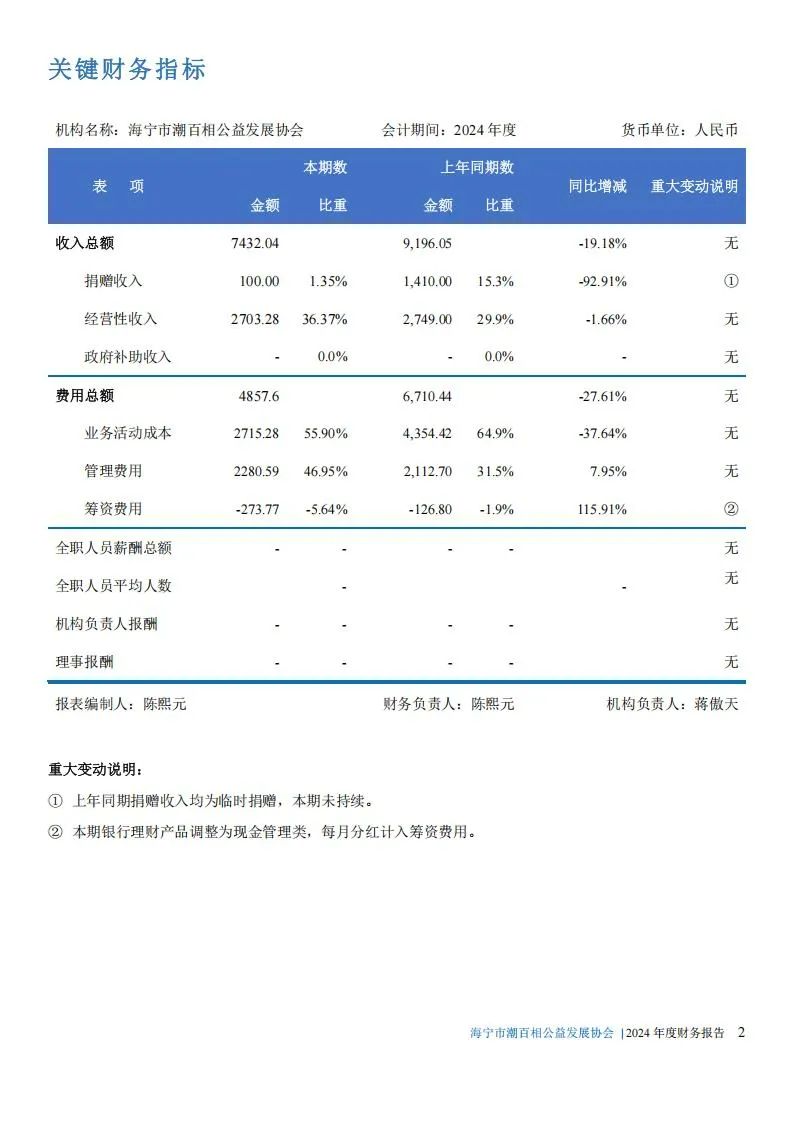 关键财务指标
机构名称：海宁市潮百相公益发展协会 会计期间：2024 年度 货币单位：人民币
表 项 本期数 上年同期数 同比增减 重大变动说明
金额 比重 金额 比重
收入总额 7432.04 9,196.05 -19.18% 无
捐赠收入 100.00 1.35% 1,410.00 15.3% -92.91% ①
经营性收入 2703.28 36.37% 2,749.00 29.9% -1.66% 无
政府补助收入 - 0.0% - 0.0% - 无
费用总额 4857.6 6,710.44 -27.61% 无
业务活动成本 2715.28 55.90% 4,354.42 64.9% -37.64% 无
管理费用 2280.59 46.95% 2,112.70 31.5% 7.95% 无
筹资费用 -273.77 -5.64% -126.80 -1.9% 115.91% ②
全职人员薪酬总额 - - - - 无
全职人员平均人数 - - 无
机构负责人报酬 - - - - 无
理事报酬 - - - - 无
报表编制人：陈熙元 财务负责人：陈熙元 机构负责人：蒋傲天
重大变动说明：
① 上年同期捐赠收入均为临时捐赠，本期未持续。
② 本期银行理财产品调整为现金管理类，每月分红计入筹资费用。
海宁市潮百相公益发展协会 |2024 年度财务报告 2